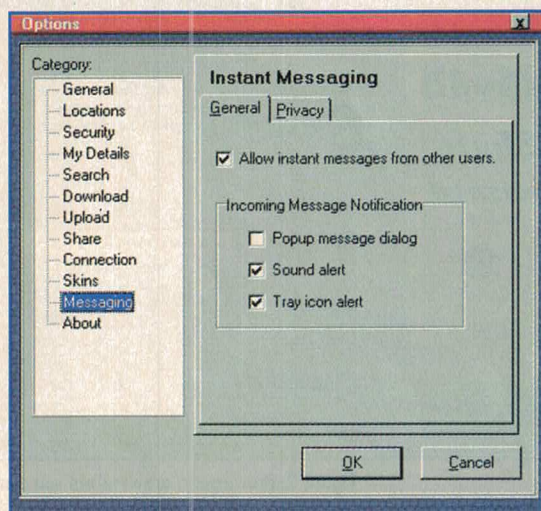 Options
Category:
General
Locations
Security
My Details
Search
Download
Upload
Share
Connection
Skins
Messaging
About
Instant Messaging
General Privacy
Allow instant messages from other users.
Incoming Message Notification
Popup message dialog
Sound alert
Tray icon alert
OK Cancel